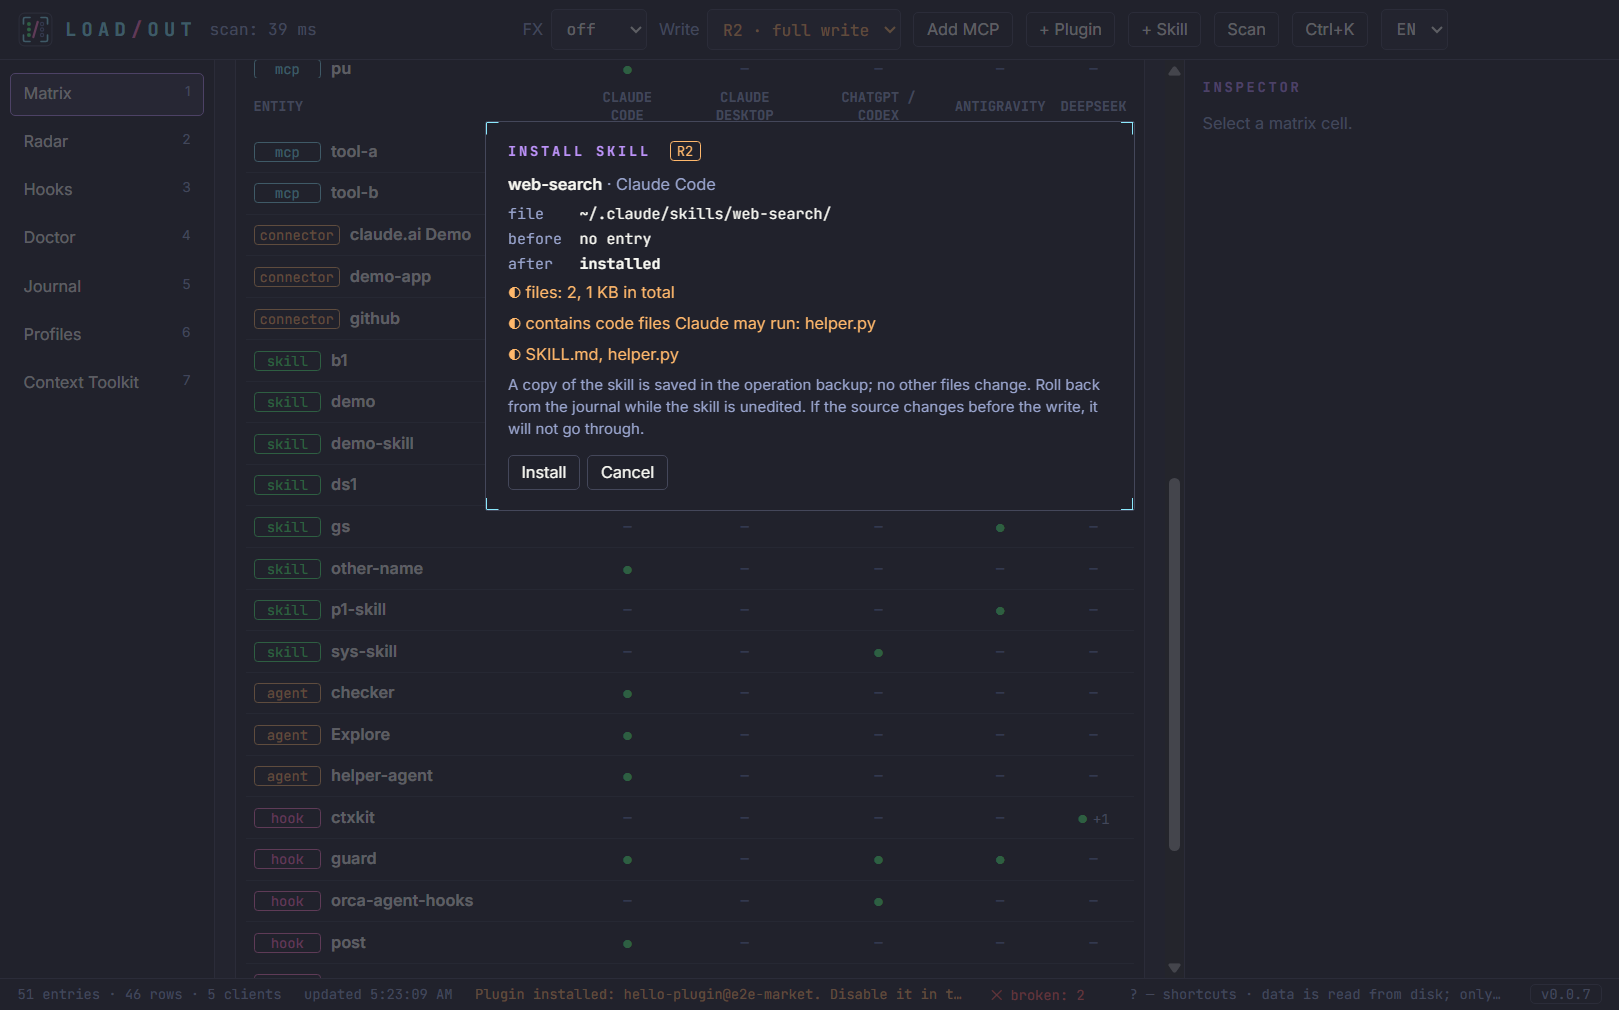 LOAD/OUT scan: 39 ms FX off Write R2 · full write Add MCP + Plugin + Skill Scan Ctrl+K EN
Matrix 1
Radar 2
Hooks 3
Doctor 4
Journal 5
Profiles 6
Context Toolkit 7
mcp pu — — — —
ENTITY CLAUDE CODE CLAUDE DESKTOP CHATGPT / CODEX ANTIGRAVITY DEEPSEEK
mcp tool-a
mcp tool-b
connector claude.ai Demo
connector demo-app
connector github
skill b1
skill demo
skill demo-skill
skill ds1
skill gs — — — —
skill other-name — — — —
skill p1-skill — — — —
skill sys-skill — — — —
agent checker — — — —
agent Explore — — — —
agent helper-agent — — — —
hook ctxkit — — — — +1
hook guard — —
hook orca-agent-hooks — — — —
hook post — — — —
INSTALL SKILL R2
web-search · Claude Code
file ~/.claude/skills/web-search/
before no entry
after installed
files: 2, 1 KB in total
contains code files Claude may run: helper.py
SKILL.md, helper.py
A copy of the skill is saved in the operation backup; no other files change. Roll back
from the journal while the skill is unedited. If the source changes before the write, it
will not go through.
Install Cancel
INSPECTOR
Select a matrix cell.
51 entries · 46 rows · 5 clients updated 5:23:09 AM Plugin installed: hello-plugin@e2e-market. Disable it in t… ✕ broken: 2 ? — shortcuts · data is read from disk; only… v0.0.7